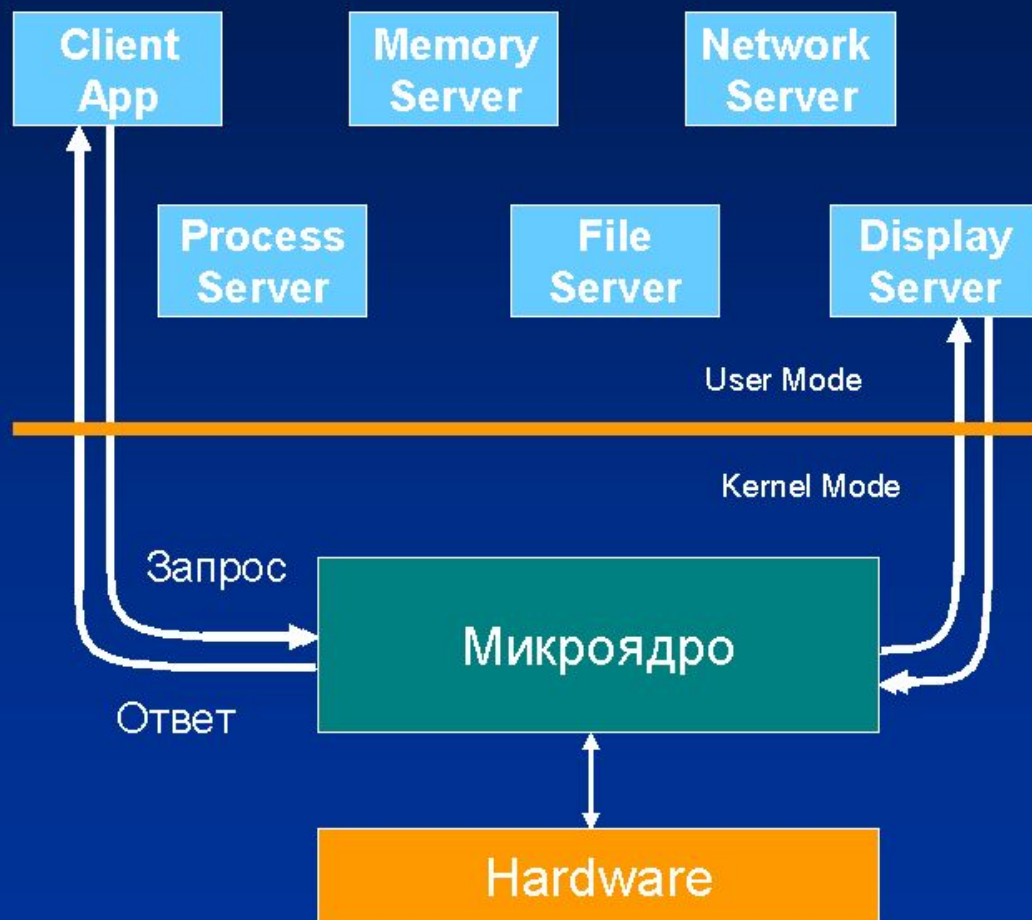 Client
App
Memory
Server
Network
Server
Process
Server
File
Server
Display
Server
User Mode
Kernel Mode
Запрос
Микроядро
Ответ
Hardware